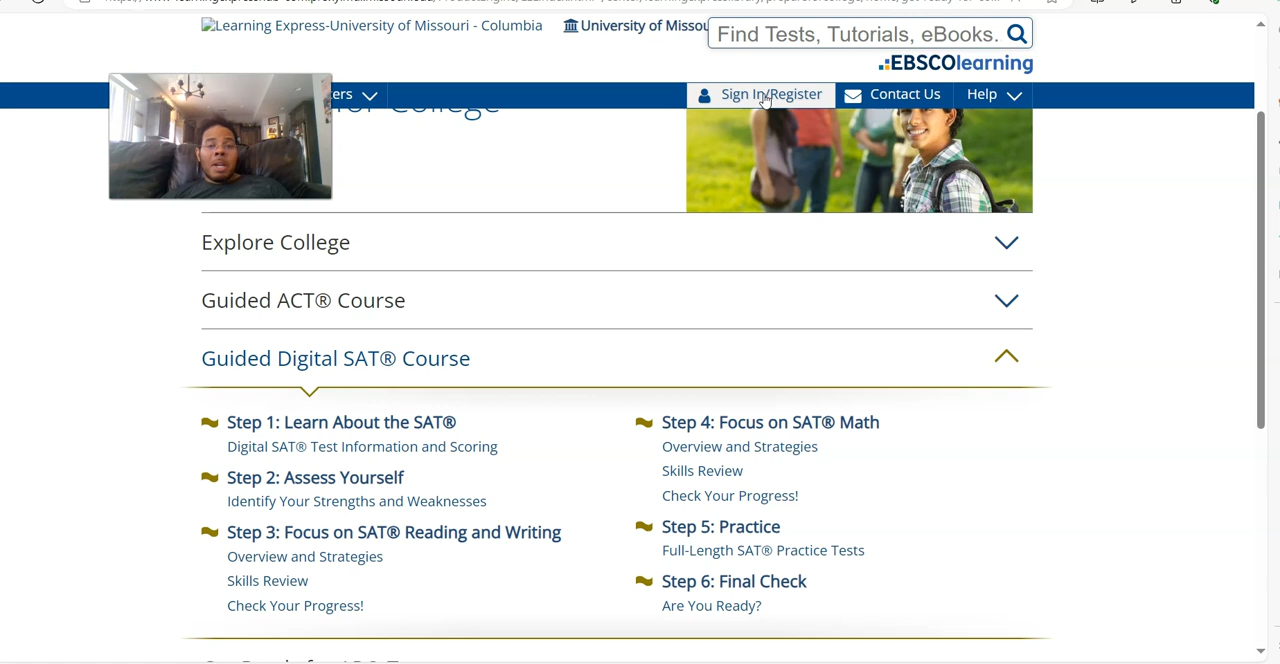 Learning Express-University of Missouri - Columbia
University of Missou
Find Tests, Tutorials, eBooks.
EBSCOlearning
ters
Sign In/Register
Contact Us
Help
for College
Explore College
Guided ACT® Course
Guided Digital SAT® Course
Step 1: Learn About the SAT®
Digital SAT® Test Information and Scoring
Step 2: Assess Yourself
Identify Your Strengths and Weaknesses
Step 3: Focus on SAT® Reading and Writing
Overview and Strategies
Skills Review
Check Your Progress!
Step 4: Focus on SAT® Math
Overview and Strategies
Skills Review
Check Your Progress!
Step 5: Practice
Full-Length SAT® Practice Tests
Step 6: Final Check
Are You Ready?